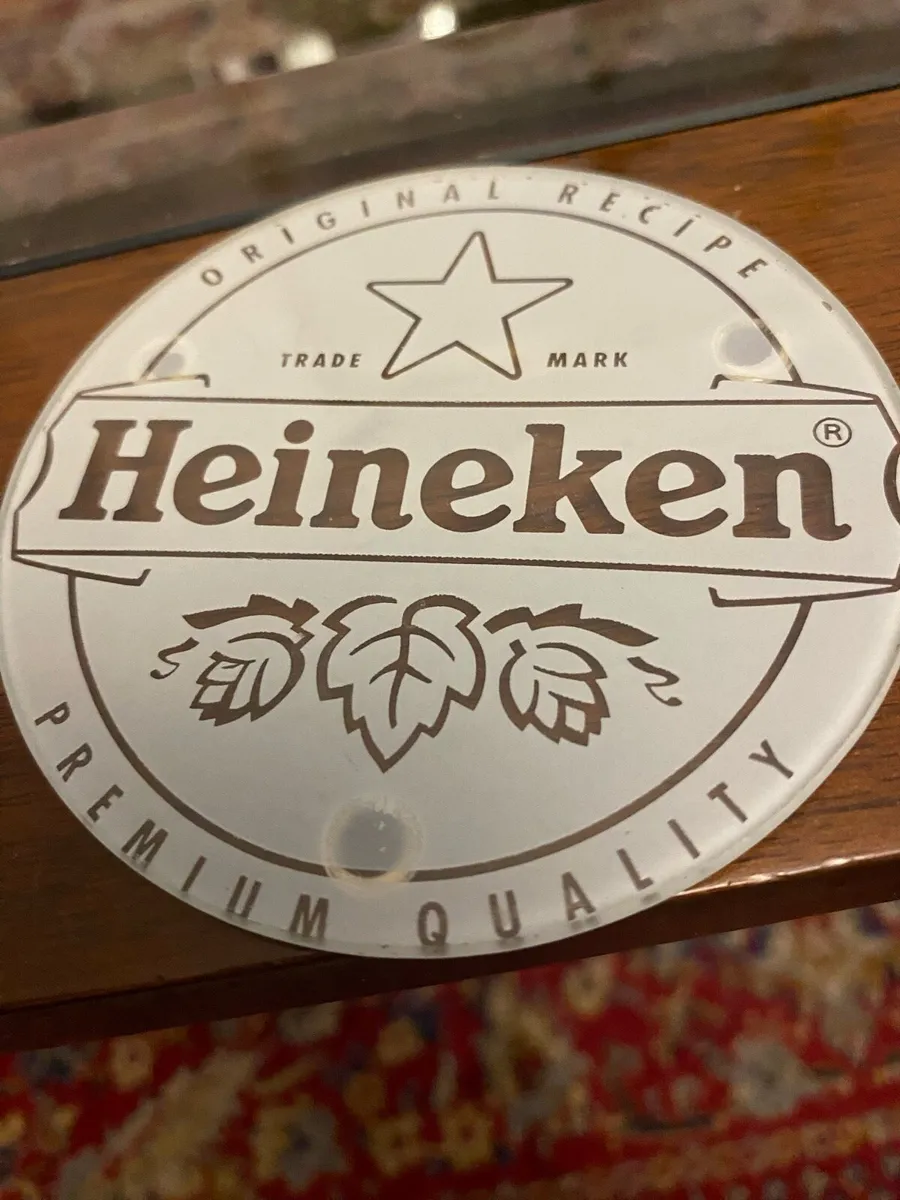 ORIGINAL RECIPE
TRADE MARK
Heineken®
PREMIUM QUALITY